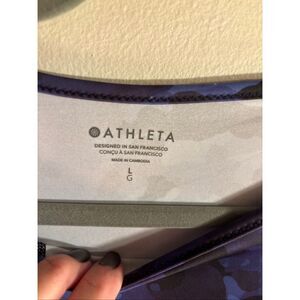 ATHLETA
DESIGNED IN SAN FRANCISCO
CONÇU À SAN FRANCISCO
MADE IN CAMBODIA
L
G